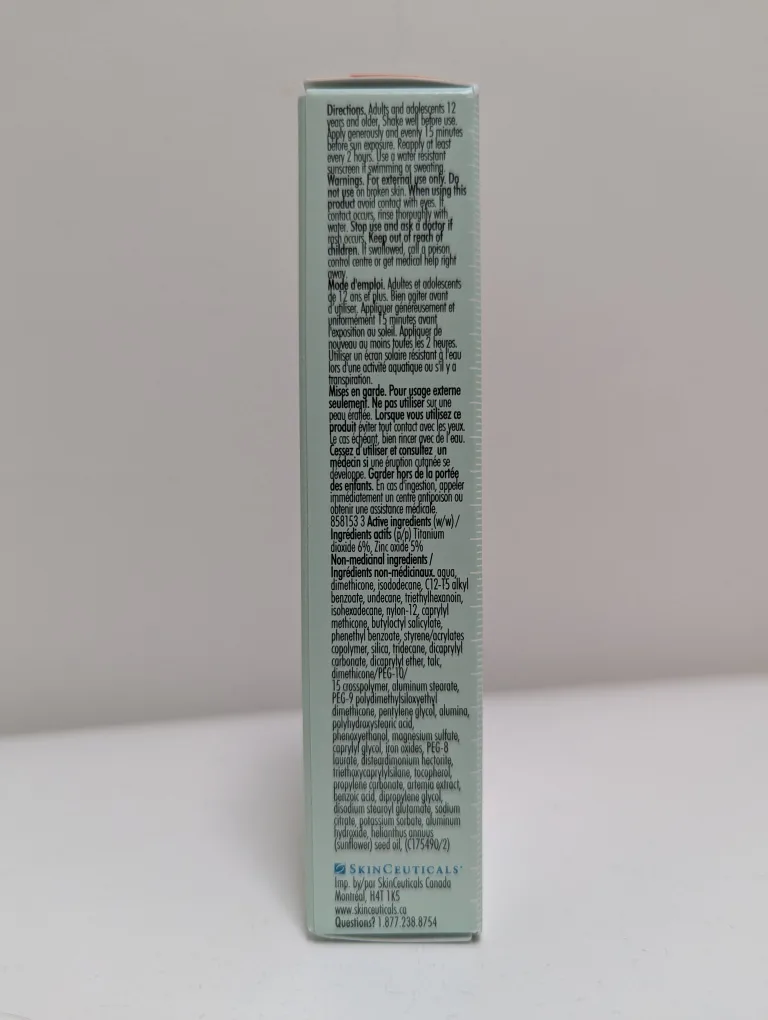 Directions. Adults and adolescents 12
years and older. Shake well before use.
Apply generously and evenly 15 minutes
before sun exposure. Reapply at least
every 2 hours. Use a water resistant
sunscreen if swimming or sweating.
Warnings. For external use only. Do
not use on broken skin. When using this
product avoid contact with eyes. If
contact occurs, rinse thoroughly with
water. Stop use and ask a doctor if
rash occurs. Keep out of reach of
children. If swallowed, call a poison
control centre or get medical help right
away.
Mode d'emploi. Adultes et adolescents
de 12 ans et plus. Bien agiter avant
d'utiliser. Appliquer généreusement et
uniformément 15 minutes avant
l'exposition au soleil. Appliquer de
nouveau au moins toutes les 2 heures.
Utiliser un écran solaire résistant à l'eau
lors d'une activité aquatique ou s'il y a
transpiration.
Mises en garde. Pour usage externe
seulement. Ne pas utiliser sur une
peau éraflée. Lorsque vous utilisez ce
produit éviter tout contact avec les yeux.
Le cas échéant, bien rincer avec de l'eau.
Cessez d'utiliser et consultez un
médecin si une éruption cutanée se
développe. Garder hors de la portée
des enfants. En cas d'ingestion, appeler
immédiatement un centre antipoison ou
obtenir une assistance médicale.
858153 3 Active ingredients (w/w) /
Ingrédients actifs (p/p) Titanium
dioxide 6%, Zinc oxide 5%
Non-medicinal ingredients /
Ingrédients non-médicinaux. aqua,
dimethicone, isododecane, C12-15 alkyl
benzoate, undecane, triethylhexanoin,
isohexadecane, nylon-12, caprylyl
methicone, butyloctyl salicylate,
phenethyl benzoate, styrene/acrylates
copolymer, silica, tridecane, dicaprylyl
carbonate, dicaprylyl ether, talc,
dimethicone/PEG-10/
15 crosspolymer, aluminum stearate,
PEG-9 polydimethylsiloxyethyl
dimethicone, pentylene glycol, alumina,
polyhydroxystearic acid,
phenoxyethanol, magnesium sulfate,
caprylyl glycol, iron oxides, PEG-8
laurate, disteardimonium hectorite,
triethoxycaprylylsilane, tocopherol,
propylene carbonate, artemia extract,
benzoic acid, dipropylene glycol,
disodium stearoyl glutamate, sodium
citrate, potassium sorbate, aluminum
hydroxide, helianthus annuus
(sunflower) seed oil, (C175490/2)
SKINCEUTICALS
Imp. by/par SkinCeuticals Canada
Montréal, H4T 1K5
www.skinceuticals.ca
Questions? 1.877.238.8754